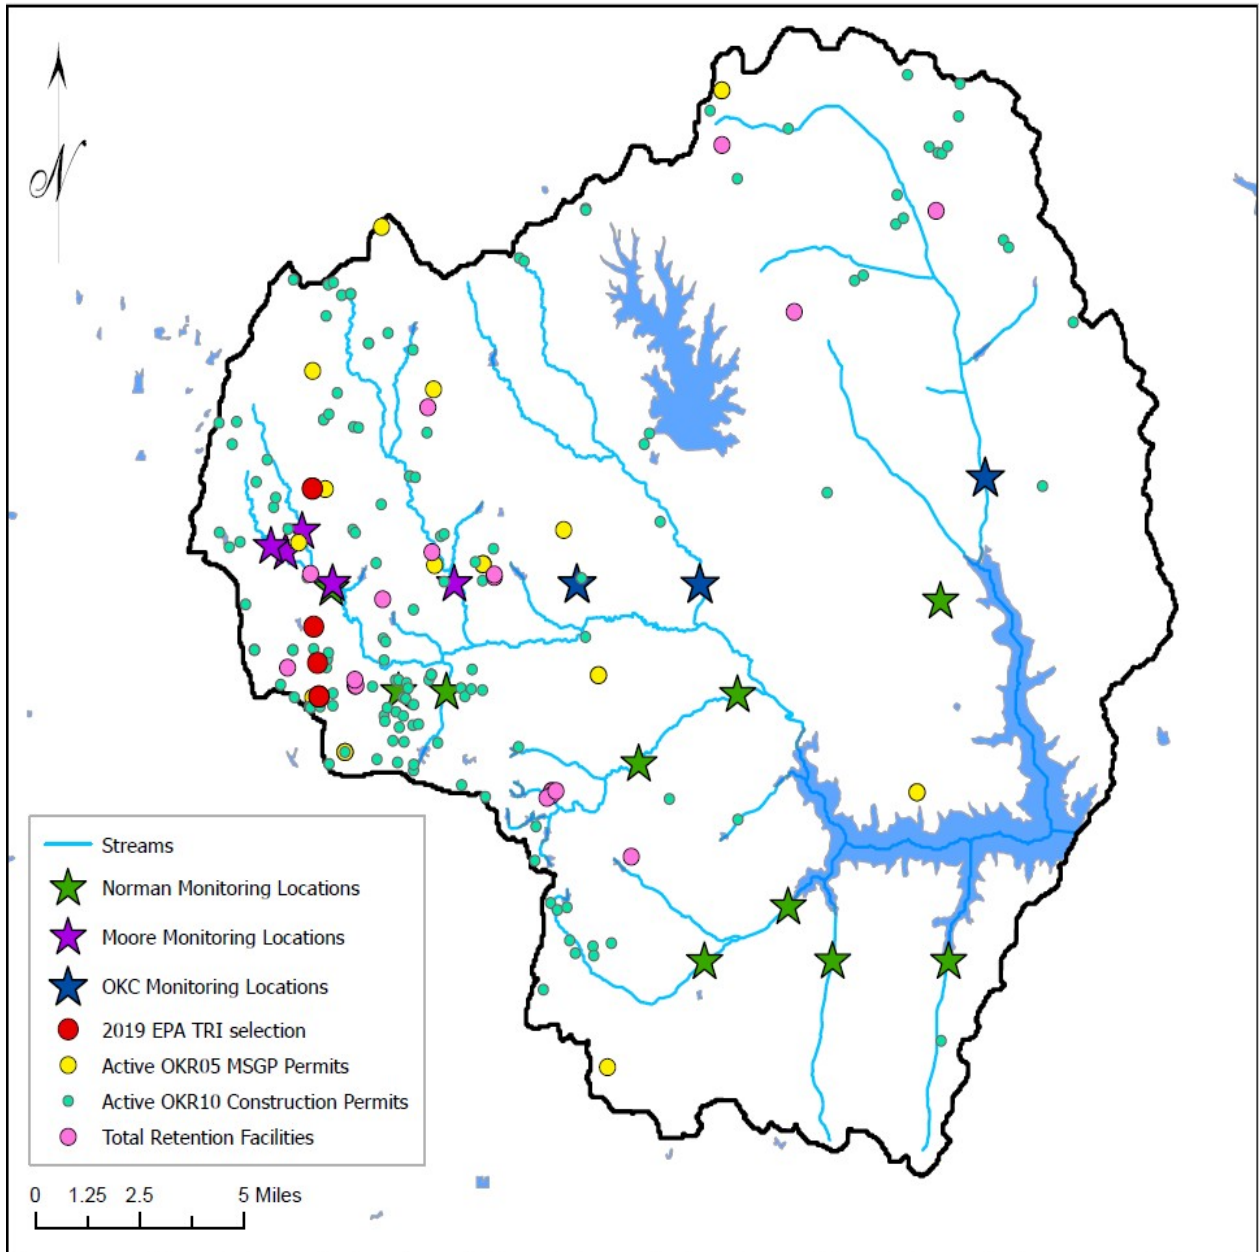 N
Streams
Norman Monitoring Locations
Moore Monitoring Locations
OKC Monitoring Locations
2019 EPA TRI selection
Active OKR05 MSGP Permits
Active OKR10 Construction Permits
Total Retention Facilities
0 1.25 2.5 5 Miles